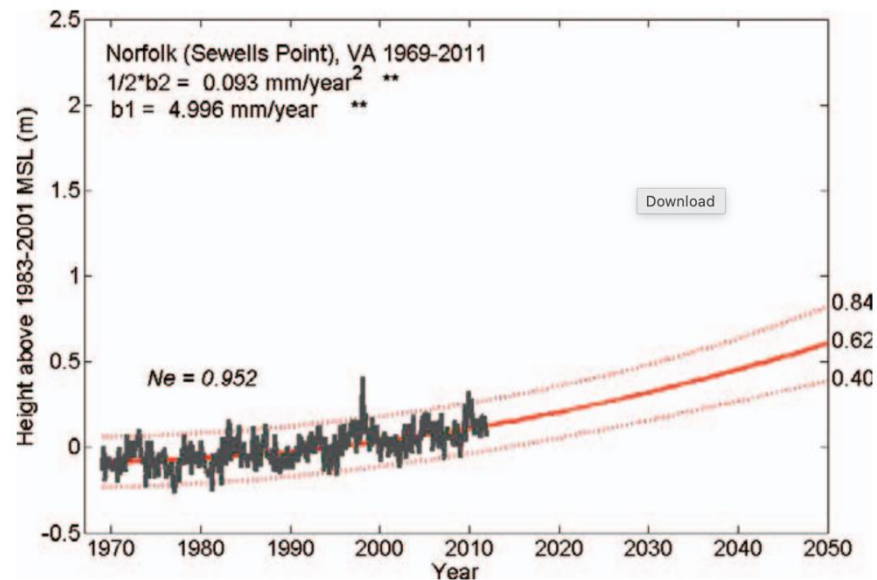 2.5
Norfolk (Sewells Point), VA 1969-2011
1/2*b2 = 0.093 mm/year2 **
b1 = 4.996 mm/year **
2
1.5
Download
1
0.84
0.62
0.5
0.40
Ne = 0.952
0
-0.5
1970 1980 1990 2000 2010 2020 2030 2040 2050
Year
Height above 1983-2001 MSL (m)